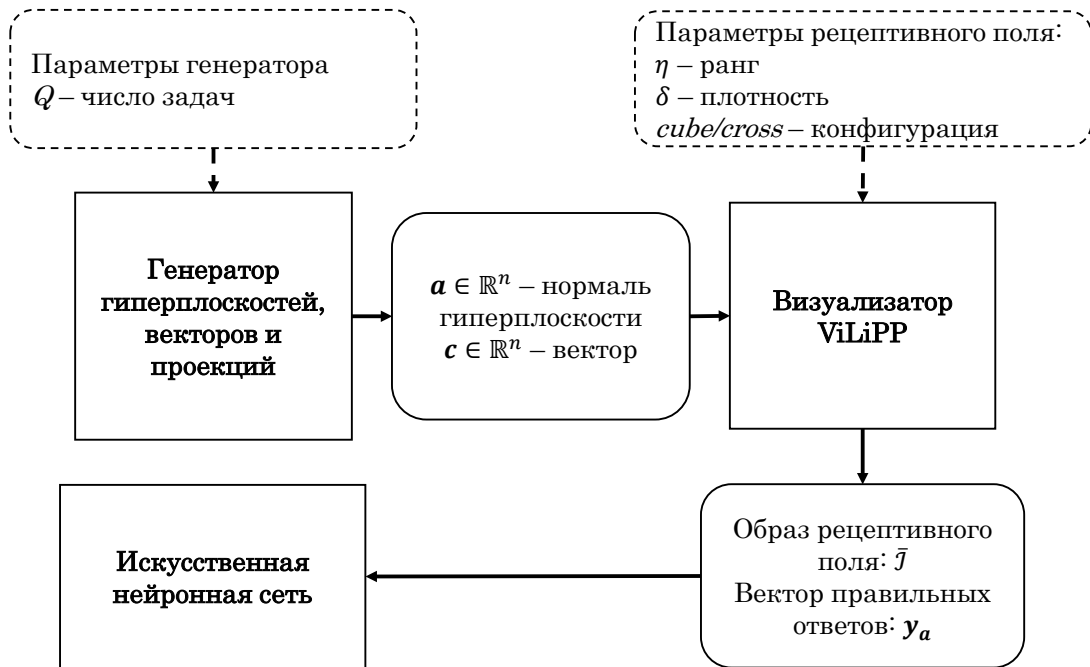 Параметры генератора
Q – число задач
Параметры рецептивного поля:
η – ранг
δ – плотность
cube/cross – конфигурация
Генератор
гиперплоскостей,
векторов и
проекций
a ∈ ℝⁿ – нормаль
гиперплоскости
c ∈ ℝⁿ – вектор
Визуализатор
ViLiPP
Образ рецептивного
поля: 𝒥̄
Вектор правильных
ответов: yₐ
Искусственная
нейронная сеть